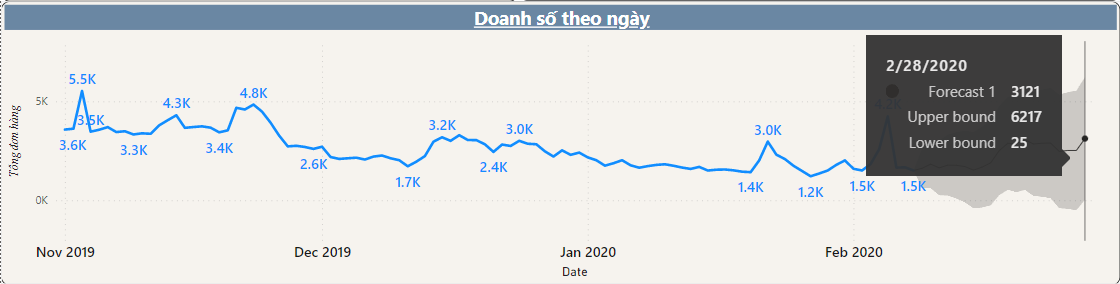 Doanh số theo ngày
Tổng đơn hàng
5K
0K
5.5K
3.5K
3.6K
3.3K
4.3K
3.4K
4.8K
2.6K
1.7K
3.2K
2.4K
3.0K
1.4K
3.0K
1.2K
1.5K
4.2K
1.5K
2/28/2020
Forecast 1 3121
Upper bound 6217
Lower bound 25
Nov 2019 Dec 2019 Jan 2020 Feb 2020
Date